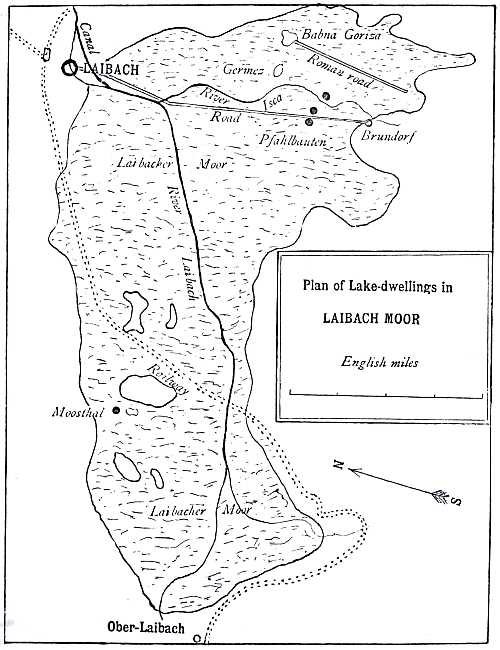 Canal
LAIBACH
Babna Goriza
Roman road
Germez
River Isca
Road
Pfahlbauten
Brundorf
Laibacher Moor
River Laibach
Plan of Lake-dwellings in
LAIBACH MOOR
English miles
Railway
Moosthal
N
S
Laibacher Moor
Ober-Laibach